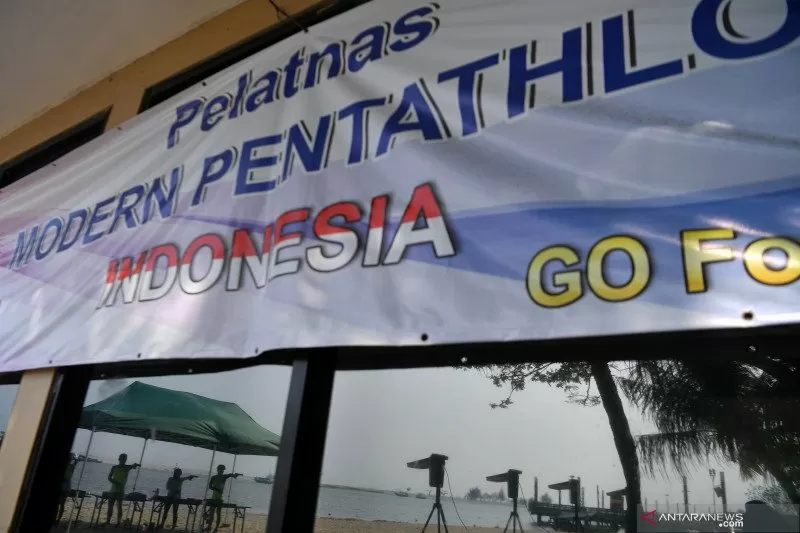 Pelatnas
MODERN PENTATHLO
INDONESIA
GO Fo
ANTARANEWS
.com